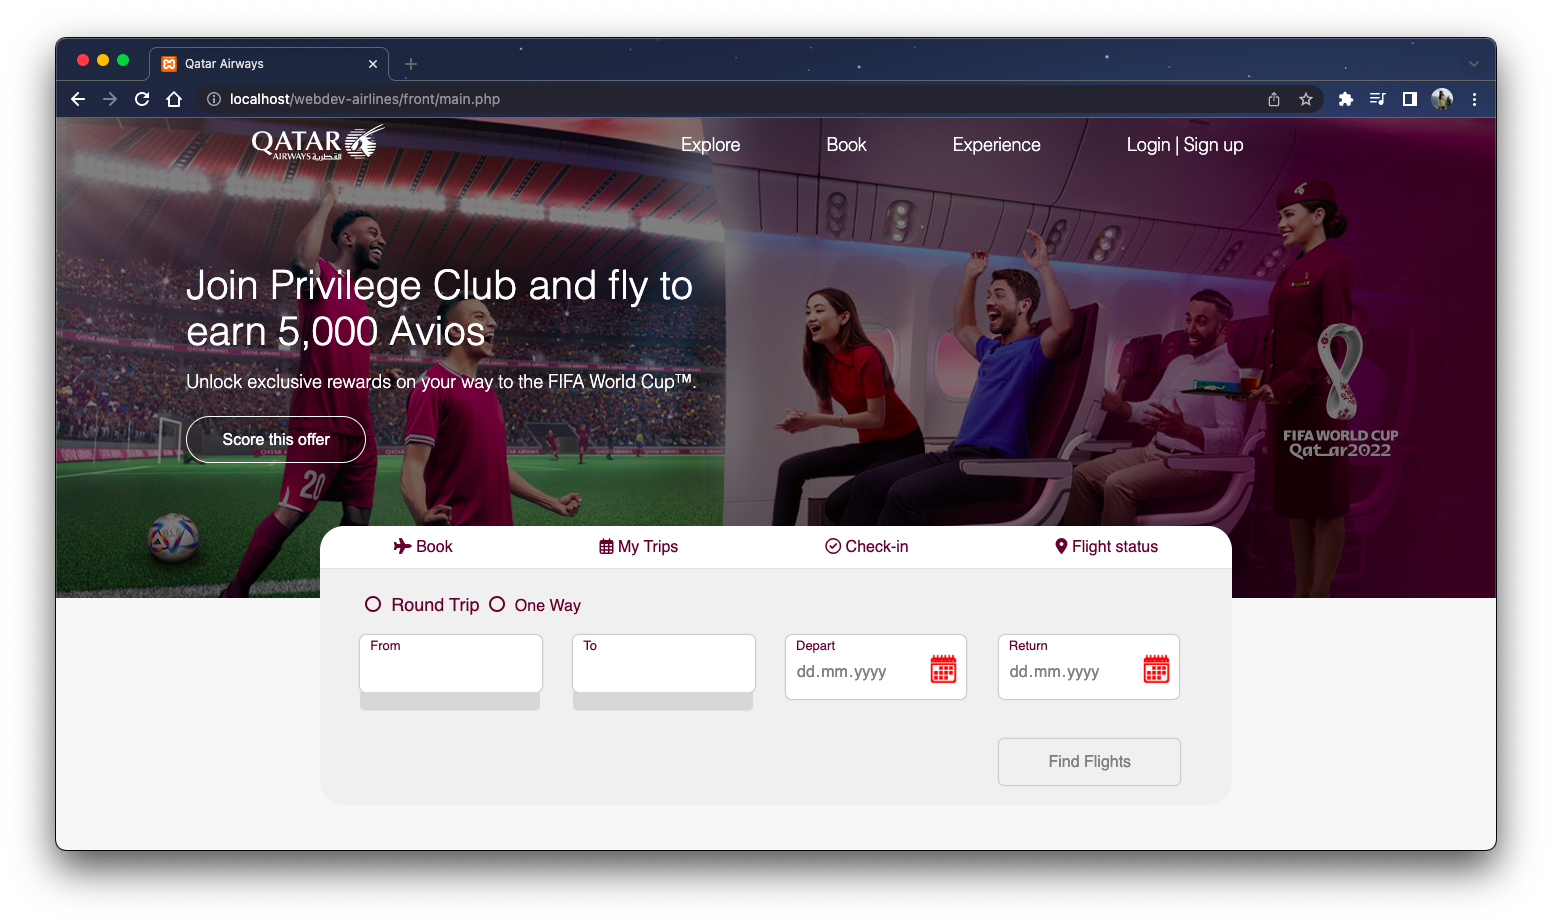 Qatar Airways
localhost/webdev-airlines/front/main.php
QATAR
AIRWAYS القطرية
Explore
Book
Experience
Login | Sign up
Join Privilege Club and fly to
earn 5,000 Avios
Unlock exclusive rewards on your way to the FIFA World Cup™.
Score this offer
20
FIFA WORLD CUP
Qatar2022
Book
My Trips
Check-in
Flight status
Round Trip
One Way
From
To
Depart
dd.mm.yyyy
Return
dd.mm.yyyy
Find Flights